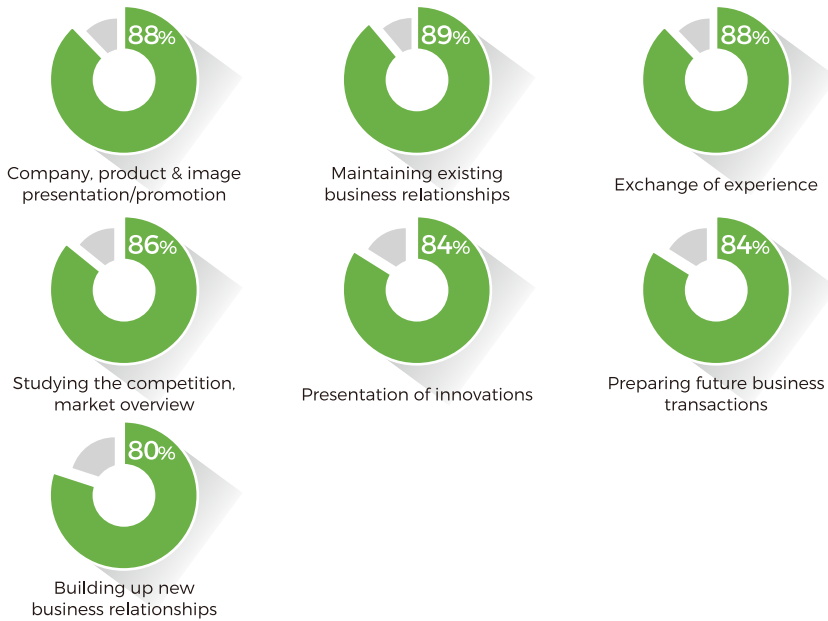 88%
Company, product & image
presentation/promotion
89%
Maintaining existing
business relationships
88%
Exchange of experience
86%
Studying the competition,
market overview
84%
Presentation of innovations
84%
Preparing future business
transactions
80%
Building up new
business relationships